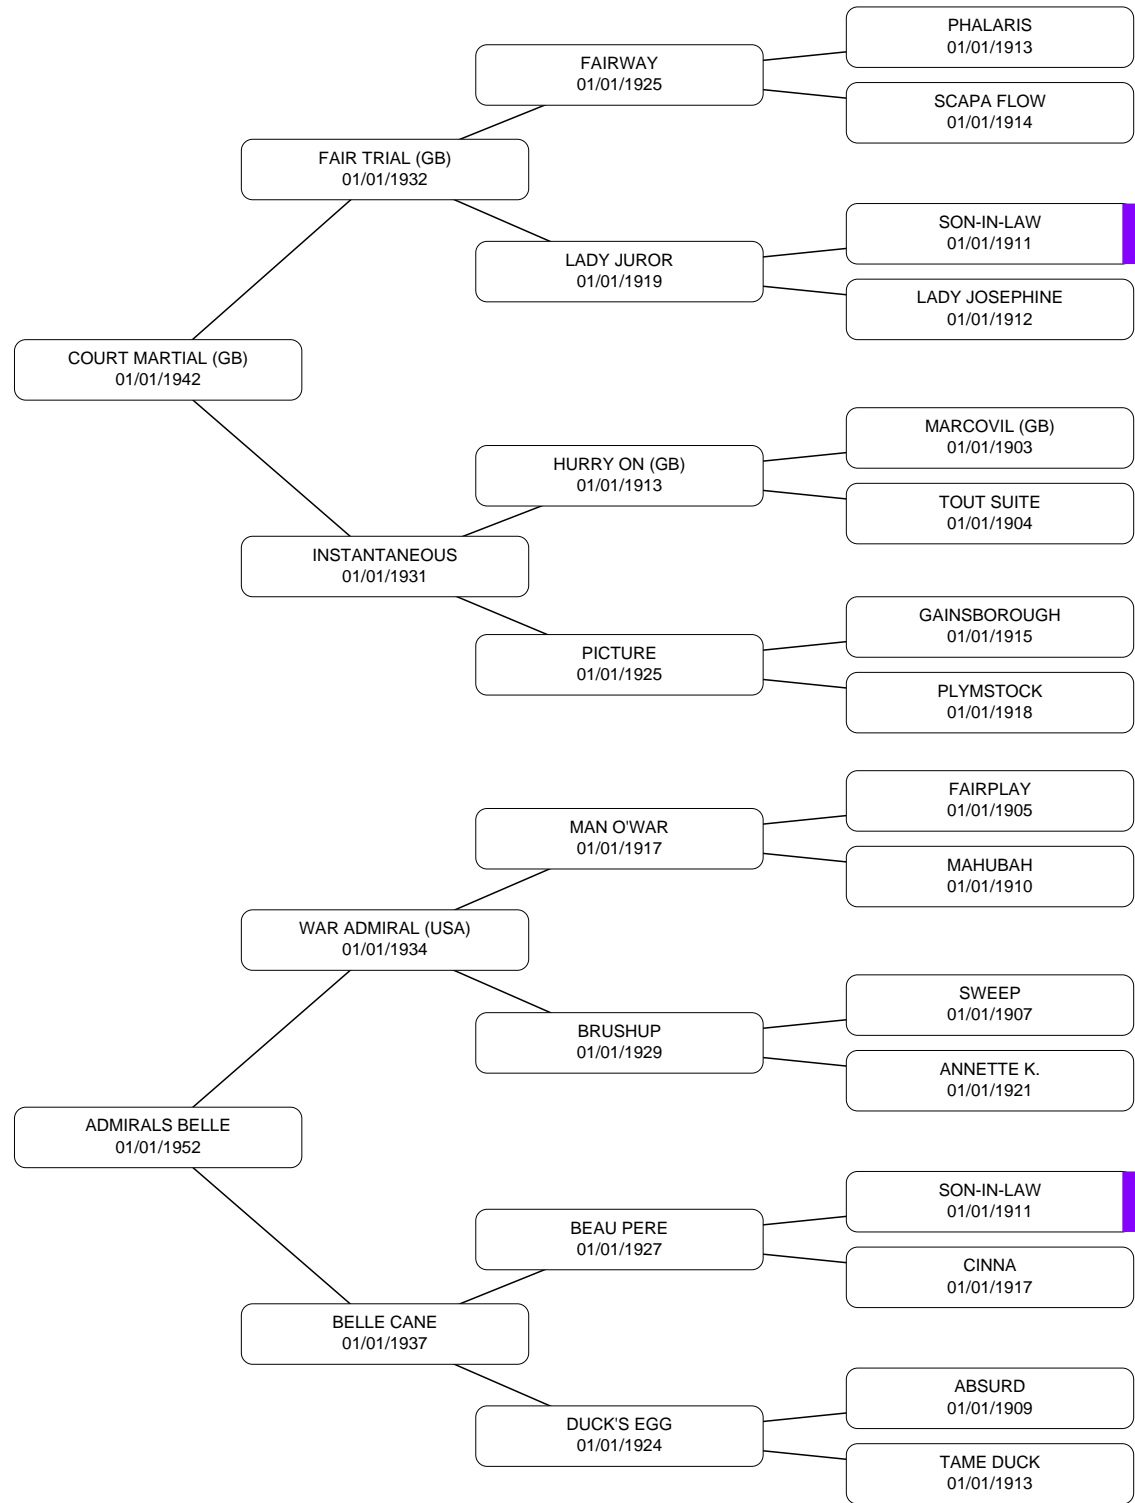 PHALARIS
01/01/1913
FAIRWAY
01/01/1925
SCAPA FLOW
01/01/1914
FAIR TRIAL (GB)
01/01/1932
SON-IN-LAW
01/01/1911
LADY JUROR
01/01/1919
LADY JOSEPHINE
01/01/1912
COURT MARTIAL (GB)
01/01/1942
MARCOVIL (GB)
01/01/1903
HURRY ON (GB)
01/01/1913
TOUT SUITE
01/01/1904
INSTANTANEOUS
01/01/1931
GAINSBOROUGH
01/01/1915
PICTURE
01/01/1925
PLYMSTOCK
01/01/1918
FAIRPLAY
01/01/1905
MAN O'WAR
01/01/1917
MAHUBAH
01/01/1910
WAR ADMIRAL (USA)
01/01/1934
SWEEP
01/01/1907
BRUSHUP
01/01/1929
ANNETTE K.
01/01/1921
ADMIRALS BELLE
01/01/1952
SON-IN-LAW
01/01/1911
BEAU PERE
01/01/1927
CINNA
01/01/1917
BELLE CANE
01/01/1937
ABSURD
01/01/1909
DUCK'S EGG
01/01/1924
TAME DUCK
01/01/1913